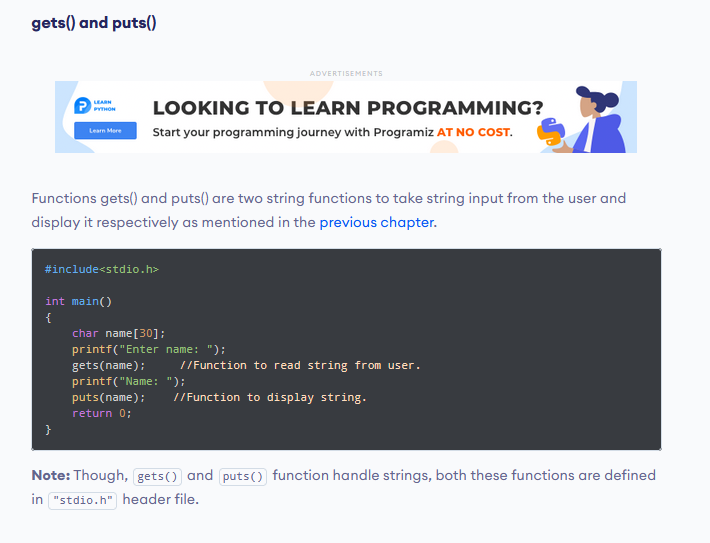 gets() and puts()
ADVERTISEMENTS
LEARN
PYTHON
Learn More
LOOKING TO LEARN PROGRAMMING?
Start your programming journey with Programiz AT NO COST.
Functions gets() and puts() are two string functions to take string input from the user and
display it respectively as mentioned in the previous chapter.
#include<stdio.h>
int main()
{
    char name[30];
    printf("Enter name: ");
    gets(name);     //Function to read string from user.
    printf("Name: ");
    puts(name);    //Function to display string.
    return 0;
}
Note: Though, gets() and puts() function handle strings, both these functions are defined
in "stdio.h" header file.